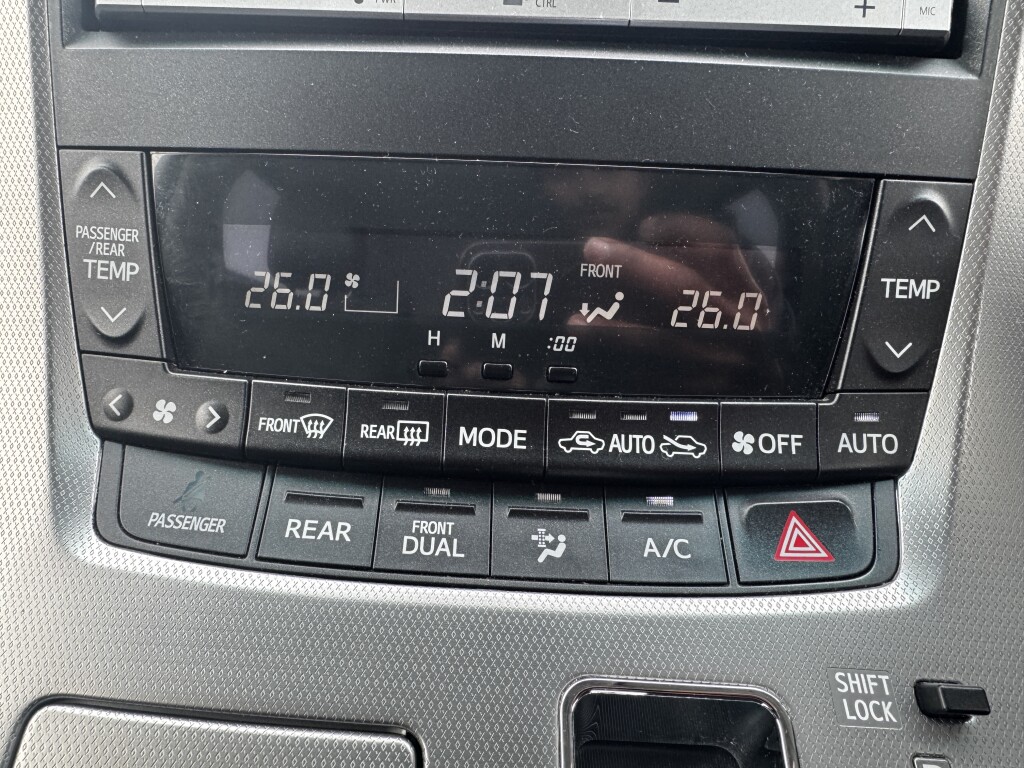 PWR
CTRL
MIC
PASSENGER
/REAR
TEMP
26.0
2:07
FRONT
26.0
TEMP
H
M
:00
FRONT
REAR
MODE
AUTO
OFF
AUTO
PASSENGER
REAR
FRONT
DUAL
A/C
SHIFT
LOCK